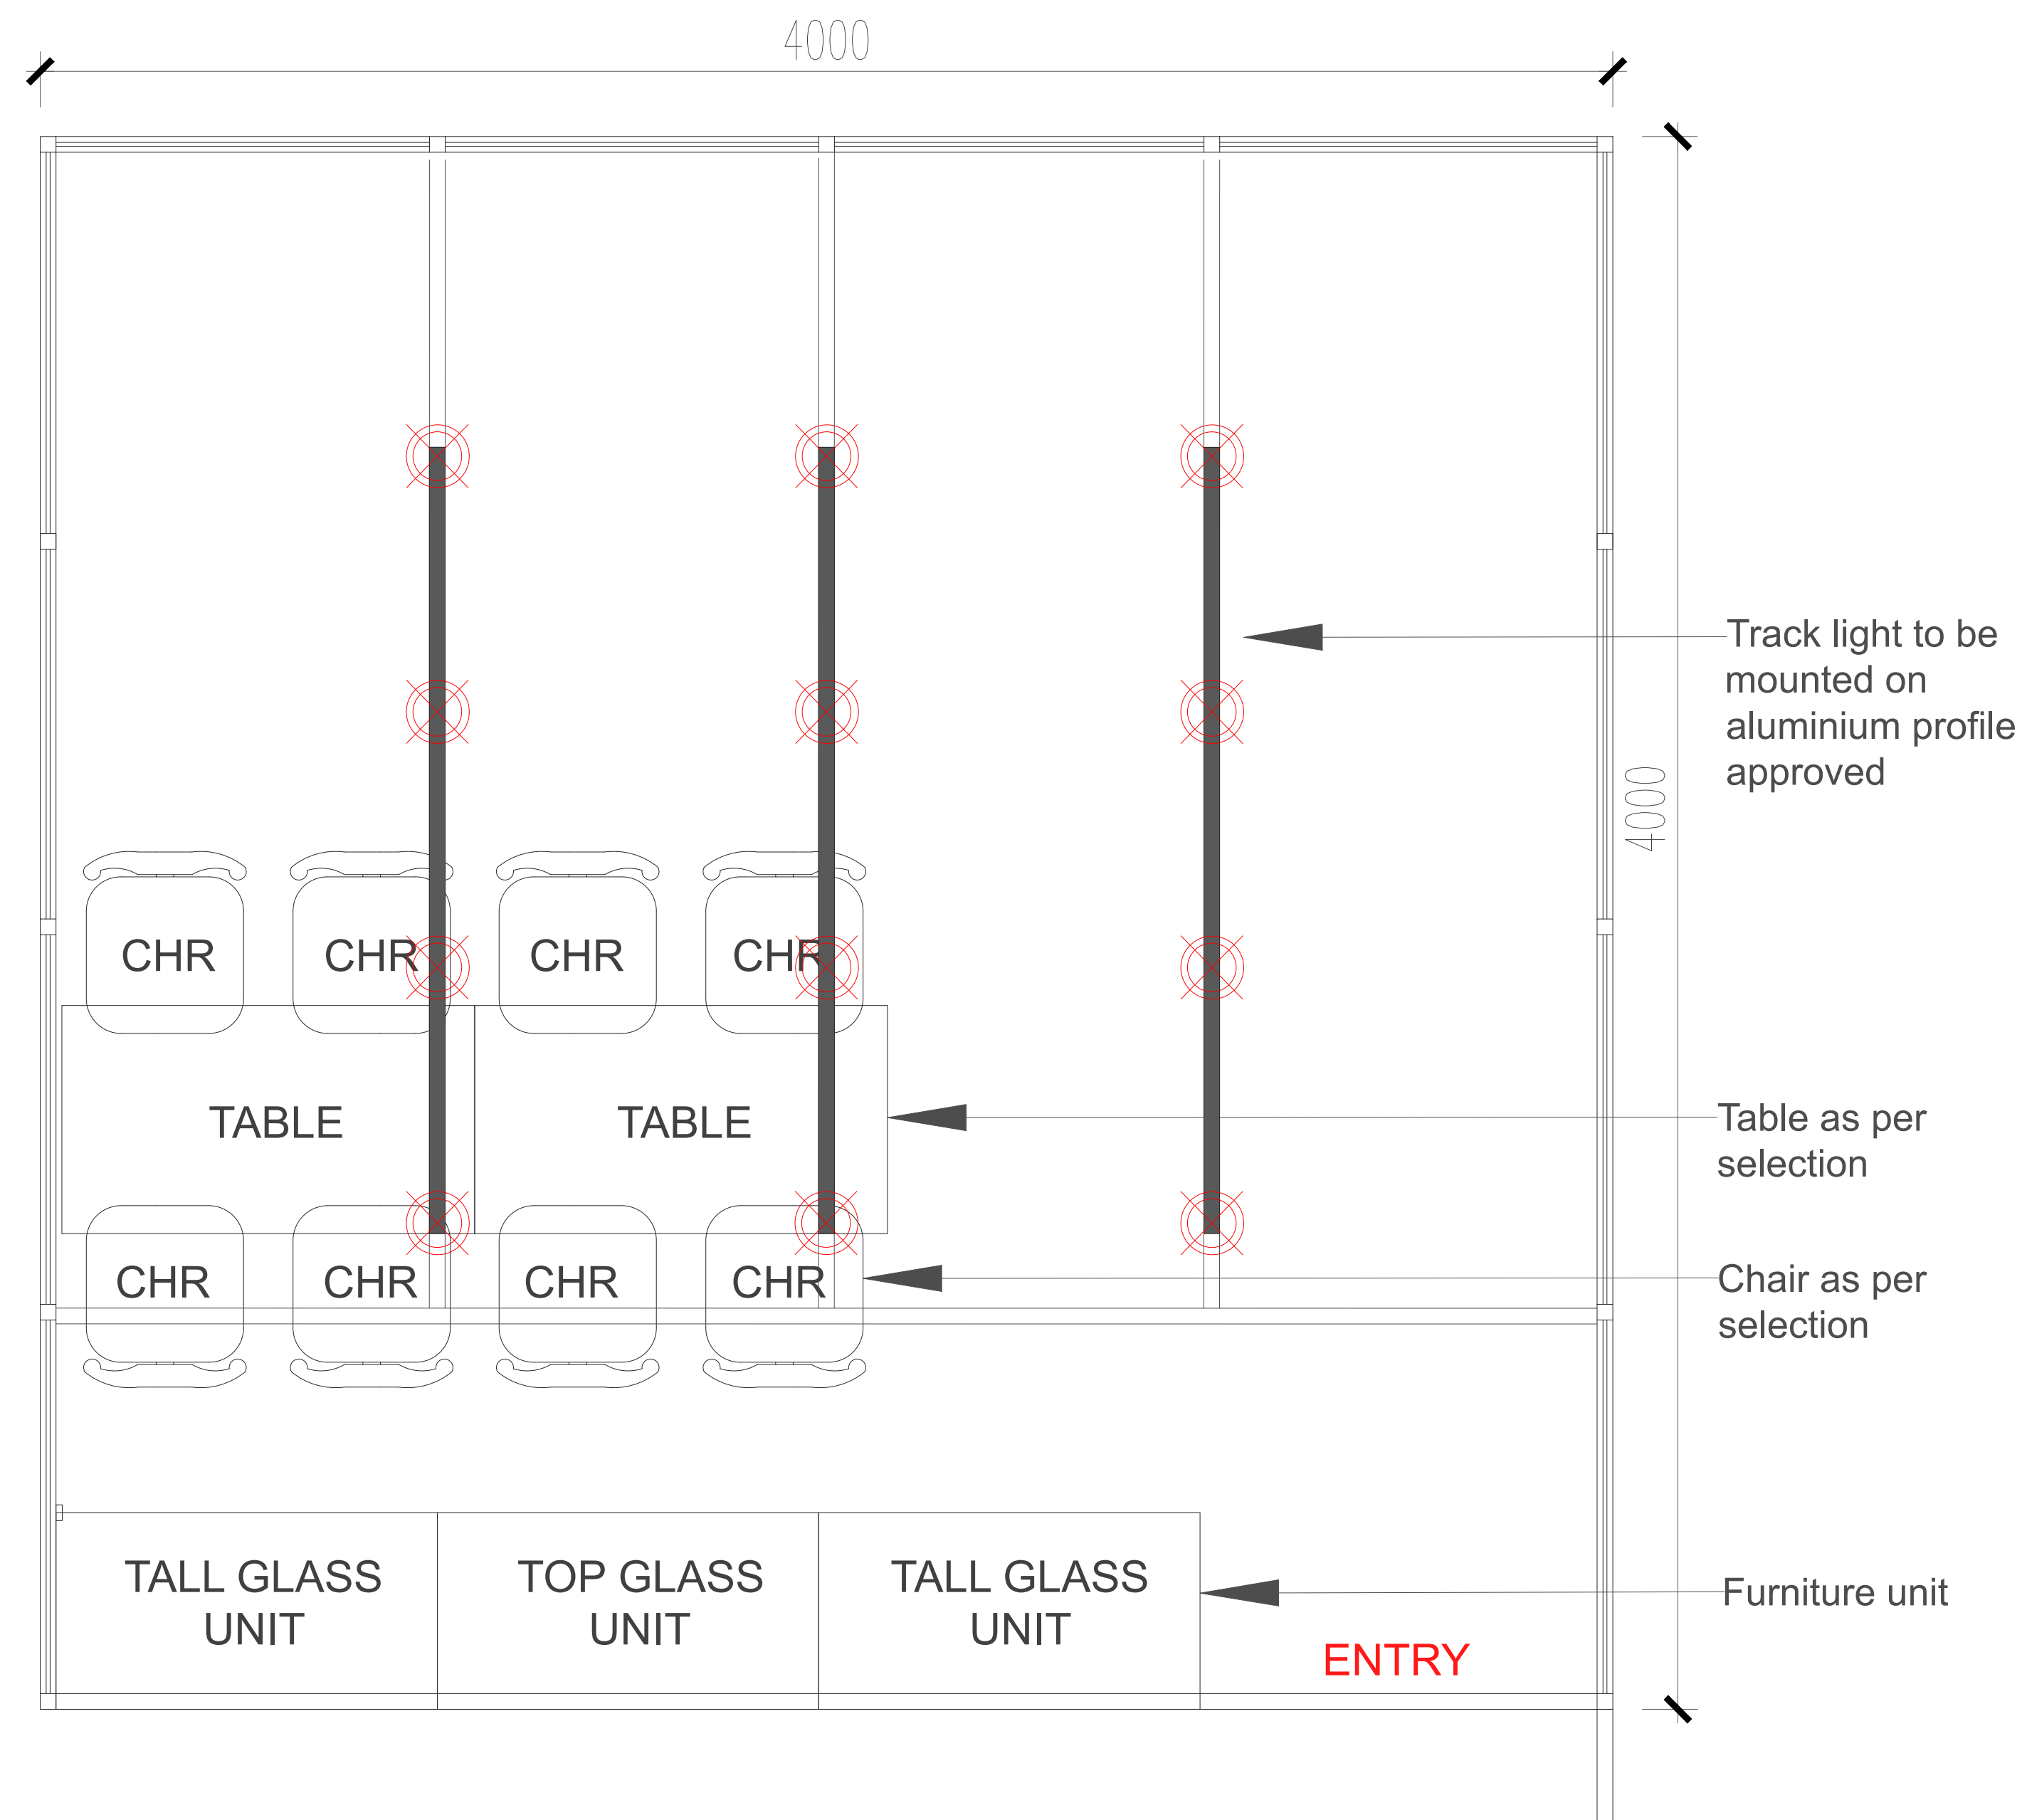 4000
Track light to be
mounted on
aluminium profile
approved
4000
CHR CHR CHR CHR
TABLE TABLE
Table as per
selection
CHR CHR CHR CHR
Chair as per
selection
TALL GLASS
UNIT
TOP GLASS
UNIT
TALL GLASS
UNIT
Furniture unit
ENTRY